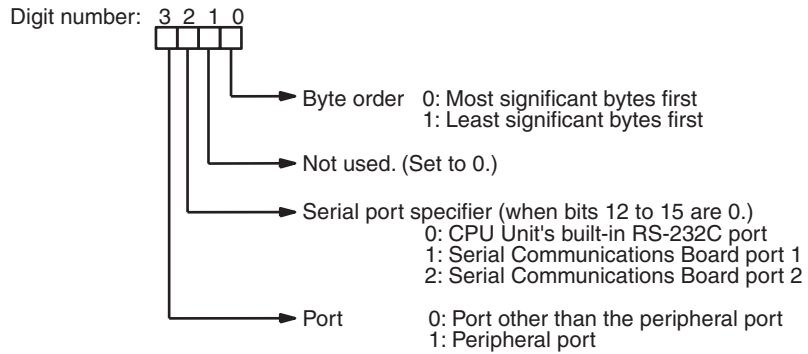 Digit number: 3 2 1 0
Byte order 0: Most significant bytes first
1: Least significant bytes first
Not used. (Set to 0.)
Serial port specifier (when bits 12 to 15 are 0.)
0: CPU Unit's built-in RS-232C port
1: Serial Communications Board port 1
2: Serial Communications Board port 2
Port 0: Port other than the peripheral port
1: Peripheral port